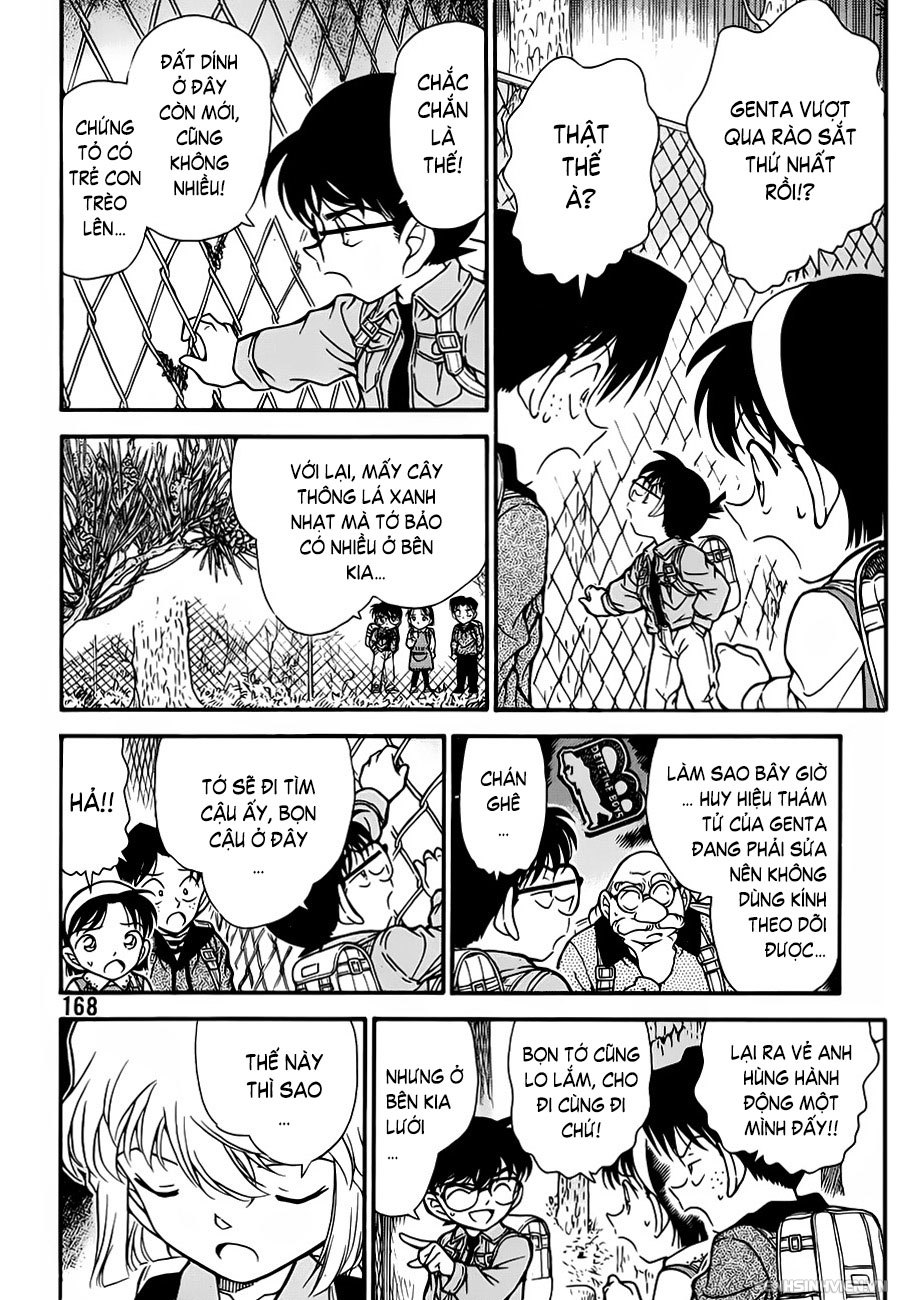 GENTA VƯỢT
QUA RÀO SẮT
THỨ NHẤT
RỒI!?
THẬT
THẾ
À?
CHẮC
CHẮN
LÀ
THẾ!
ĐẤT DÍNH
Ở ĐÂY
CÒN MỚI,
CŨNG
KHÔNG
NHIỀU!
CHỨNG
TỎ CÓ
TRẺ CON
TRÈO
LÊN...
VỚI LẠI, MẤY CÂY
THÔNG LÁ XANH
NHẠT MÀ TỚ BẢO
CÓ NHIỀU Ở BÊN
KIA...
LÀM SAO BÂY GIỜ
... HUY HIỆU THÁM
TỬ CỦA GENTA
ĐANG PHẢI SỬA
NÊN KHÔNG
DÙNG KÍNH
THEO DÕI
ĐƯỢC...
DETECTIVE BOYS
CHÁN
GHÊ
...
TỚ SẼ ĐI TÌM
CẬU ẤY, BỌN
CẬU Ở ĐÂY
...
HẢ!!
168
LẠI RA VẺ ANH
HÙNG HÀNH
ĐỘNG MỘT
MÌNH ĐẤY!!
BỌN TỚ CŨNG
LO LẮM, CHO
ĐI CÙNG ĐI
CHỨ!
NHƯNG Ở
BÊN KIA
LƯỚI
...
THẾ NÀY
THÌ SAO
...